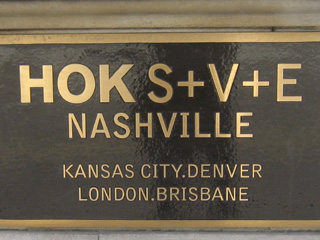 HOK S+V+E
NASHVILLE
KANSAS CITY.DENVER
LONDON.BRISBANE